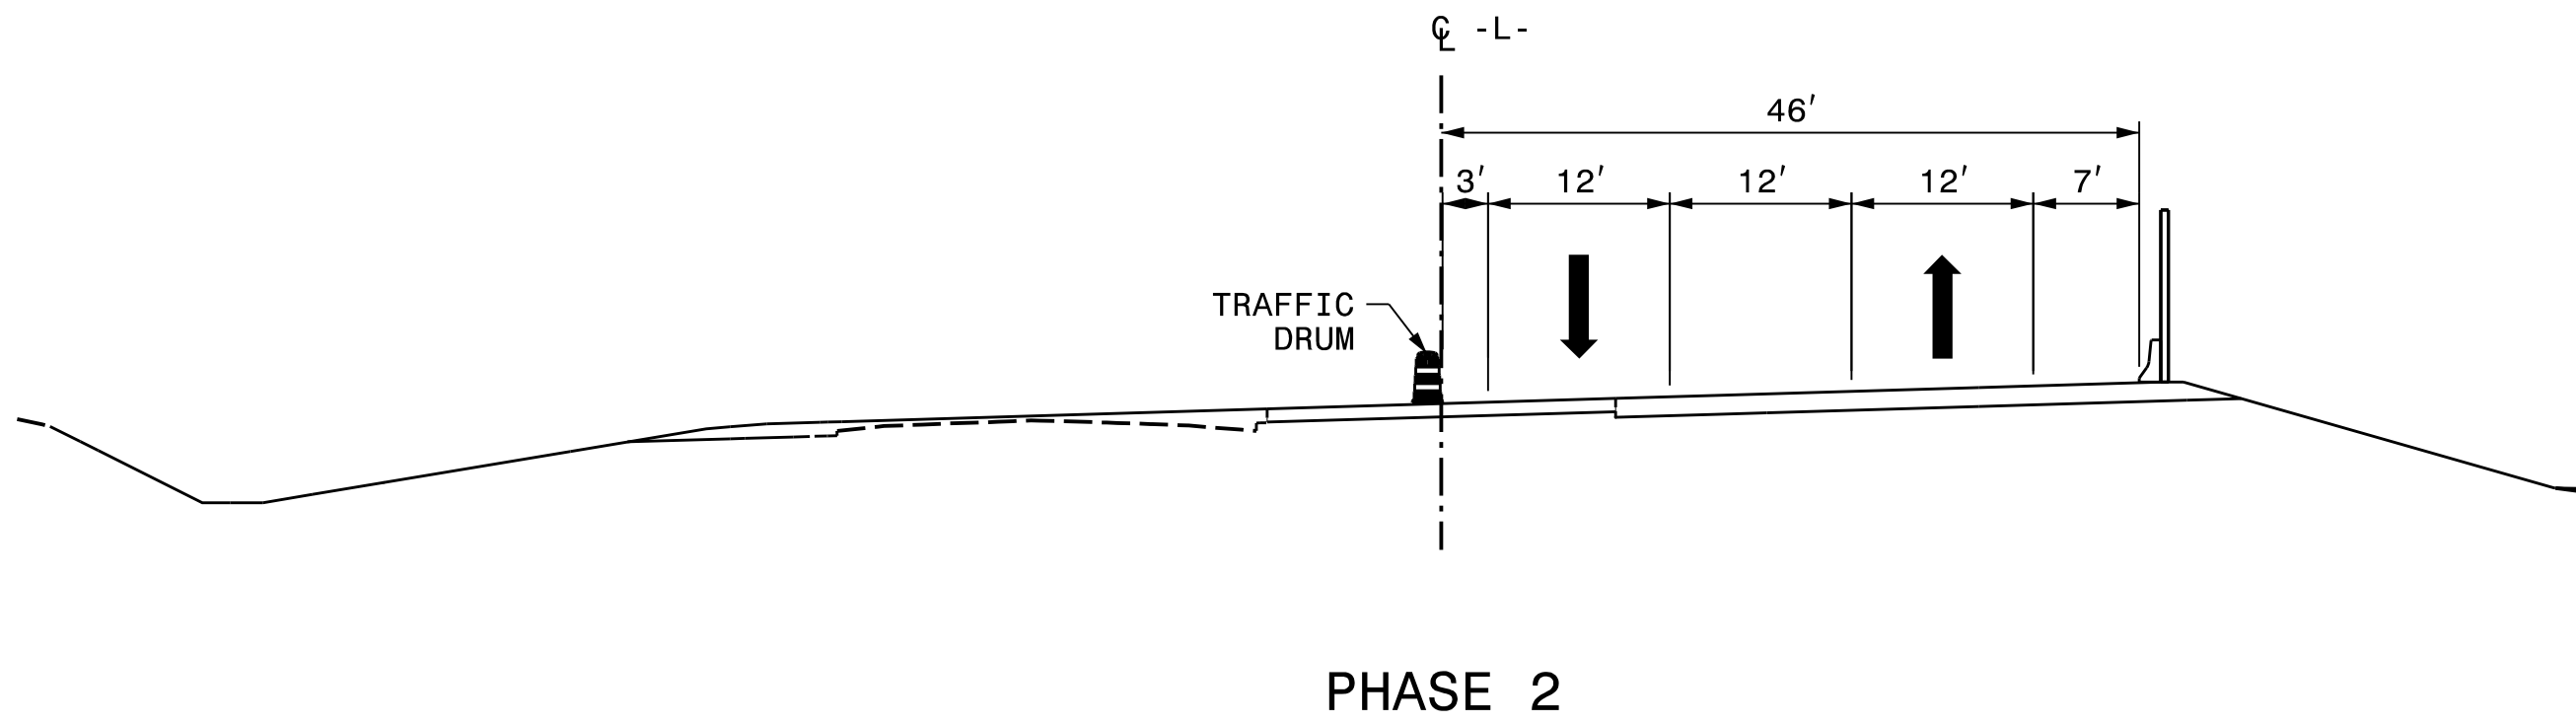 ℄ -L-
46′
3′ 12′ 12′ 12′ 7′
TRAFFIC
DRUM
PHASE 2